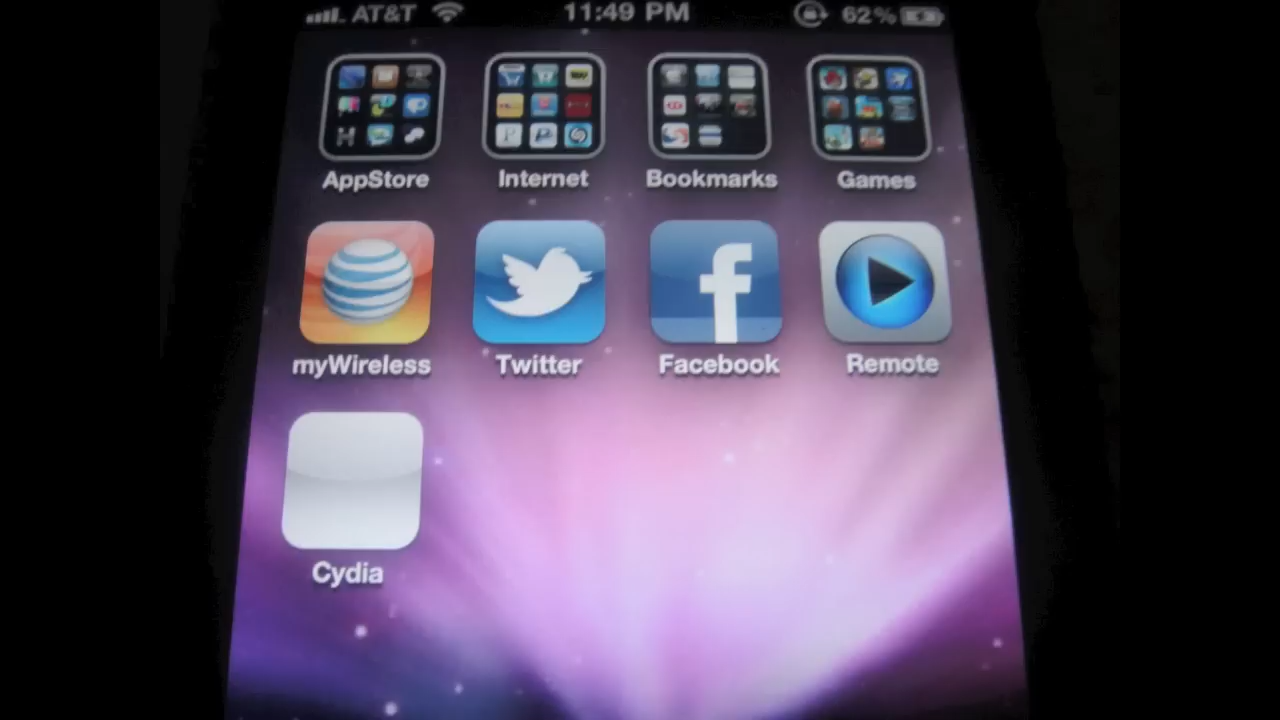 AT&T 11:49 PM 62%
AppStore Internet Bookmarks Games
myWireless Twitter Facebook Remote
Cydia